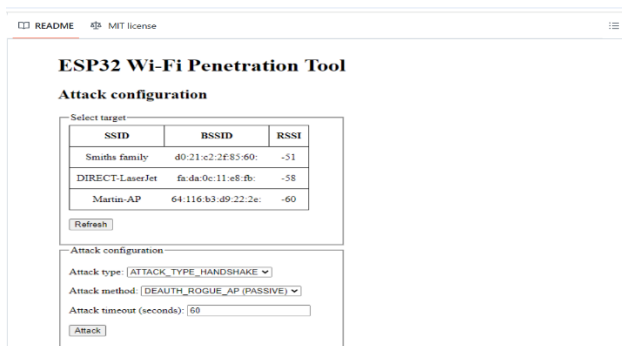 README MIT license
ESP32 Wi-Fi Penetration Tool
Attack configuration
Select target
SSID BSSID RSSI
Smiths family d0:21:c2:2f:85:60: -51
DIRECT-LaserJet fa:da:0c:11:e8:fb: -58
Martin-AP 64:116:b3:d9:22:2e: -60
Refresh
Attack configuration
Attack type: ATTACK_TYPE_HANDSHAKE
Attack method: DEAUTH_ROGUE_AP (PASSIVE)
Attack timeout (seconds): 60
Attack